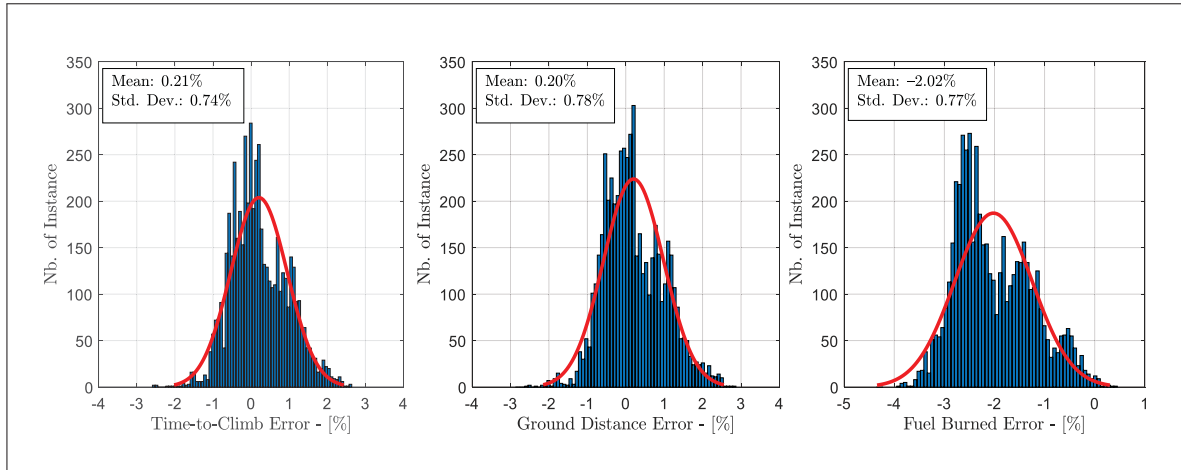 Mean: 0.21%
Std. Dev.: 0.74%
350
300
250
200
150
100
50
0
Nb. of Instance
-4 -3 -2 -1 0 1 2 3 4
Time-to-Climb Error - [%]
Mean: 0.20%
Std. Dev.: 0.78%
350
300
250
200
150
100
50
0
Nb. of Instance
-4 -3 -2 -1 0 1 2 3 4
Ground Distance Error - [%]
Mean: −2.02%
Std. Dev.: 0.77%
350
300
250
200
150
100
50
0
Nb. of Instance
-5 -4 -3 -2 -1 0 1
Fuel Burned Error - [%]